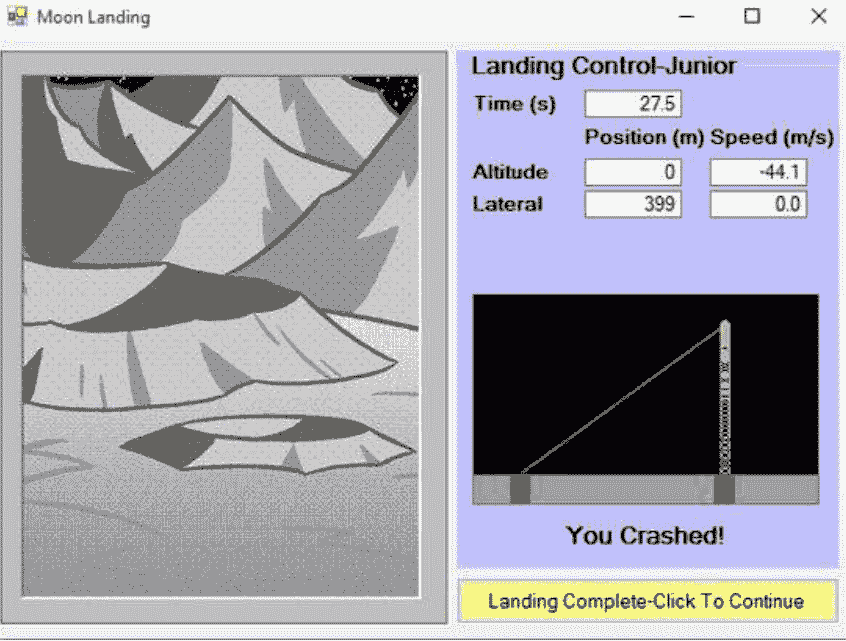 Moon Landing
Landing Control-Junior
Time (s) 27.5
Position (m) Speed (m/s)
Altitude 0 -44.1
Lateral 399 0.0
You Crashed!
Landing Complete-Click To Continue